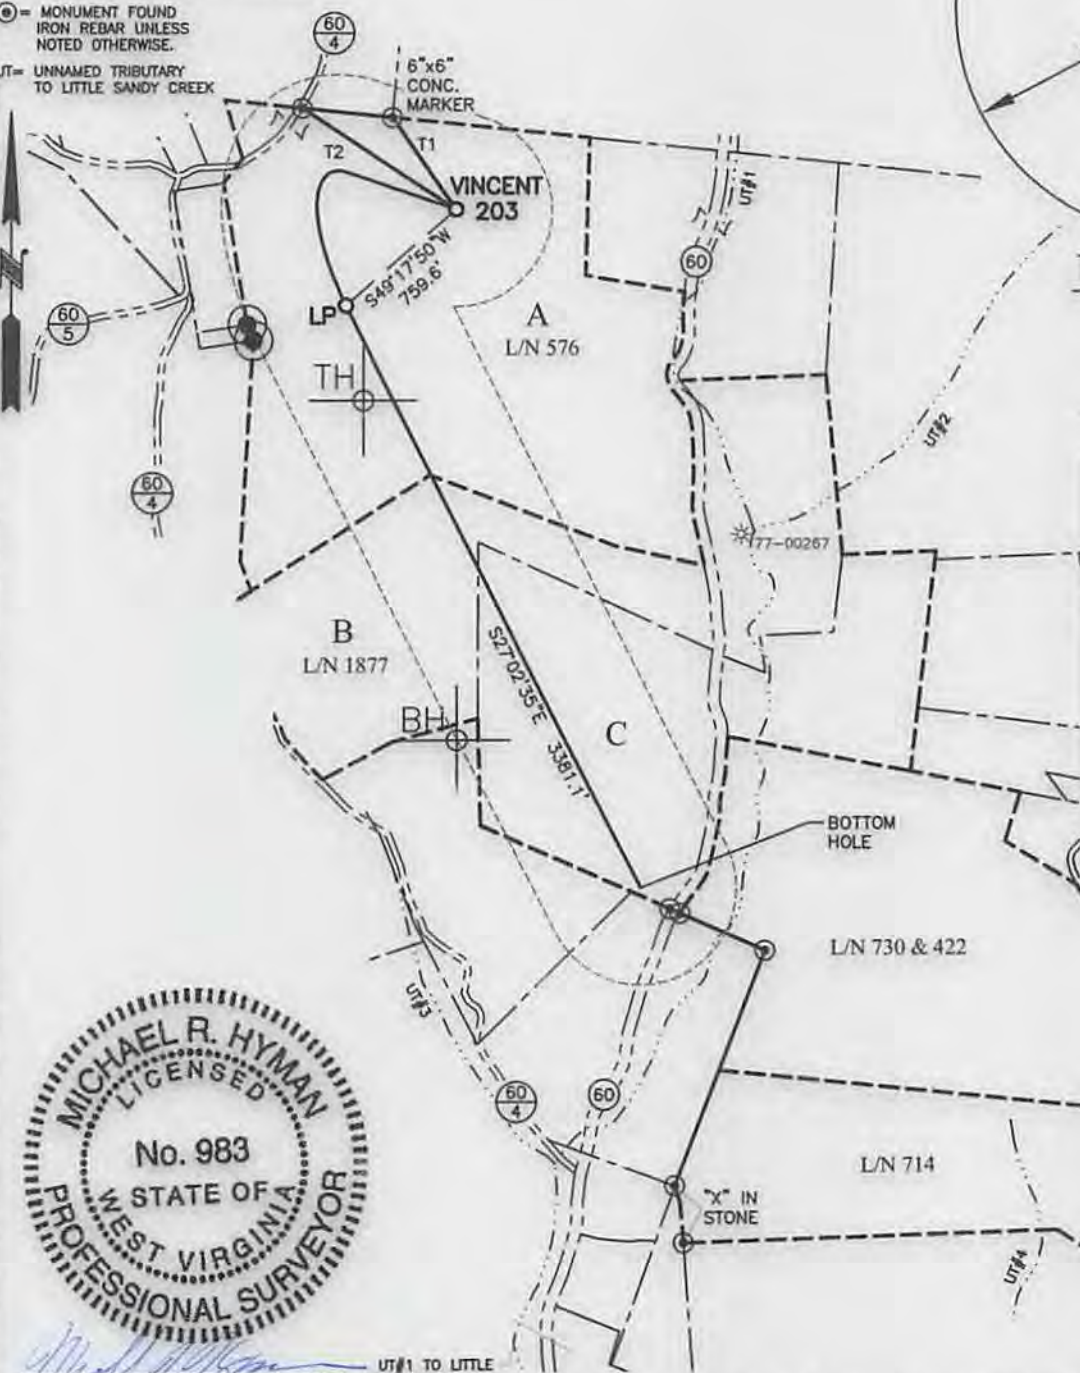 = MONUMENT FOUND
IRON REBAR UNLESS
NOTED OTHERWISE.
UT= UNNAMED TRIBUTARY
TO LITTLE SANDY CREEK
60
4
6"x6"
CONC.
MARKER
T1
T2
VINCENT
203
UT#1
N
S49°17'50"W
759.6'
60
60
5
LP
A
L/N 576
TH
UT#2
60
4
77-00267
B
L/N 1877
S27°02'35"E 3381.1'
BH
C
BOTTOM
HOLE
L/N 730 & 422
UT#3
60
4
60
L/N 714
"X" IN
STONE
UT#4
MICHAEL R. HYMAN
LICENSED
No. 983
STATE OF
WEST VIRGINIA
PROFESSIONAL SURVEYOR
UT#1 TO LITTLE